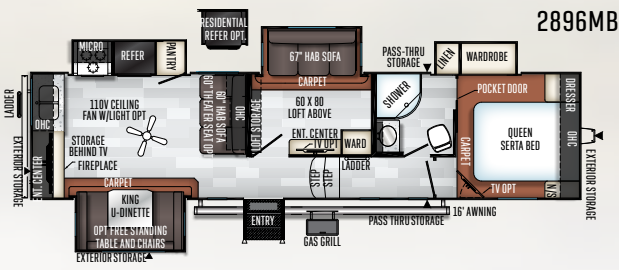 2896MB
RESIDENTIAL
REFER OPT.
MICRO
REFER
PANTRY
67" HAB SOFA
CARPET
PASS-THRU
STORAGE
LINEN
WARDROBE
LADDER
EXTERIOR STORAGE
OHC
ENT. CENTER
110V CEILING
FAN W/LIGHT OPT
STORAGE
BEHIND TV
FIREPLACE
CARPET
KING
U-DINETTE
OPT FREE STANDING
TABLE AND CHAIRS
EXTERIOR STORAGE
60" HAB SOFA
60" THEATER SEAT OPT
OHC
LOFT STORAGE
60 X 80
LOFT ABOVE
ENT. CENTER
TV OPT
WARD
LADDER
STEP
STEP
SHOWER
POCKET DOOR
QUEEN
SERTA BED
CARPET
TV OPT
N/S
DRESSER
OHC
EXTERIOR STORAGE
ENTRY
GAS GRILL
PASS THRU STORAGE
16' AWNING